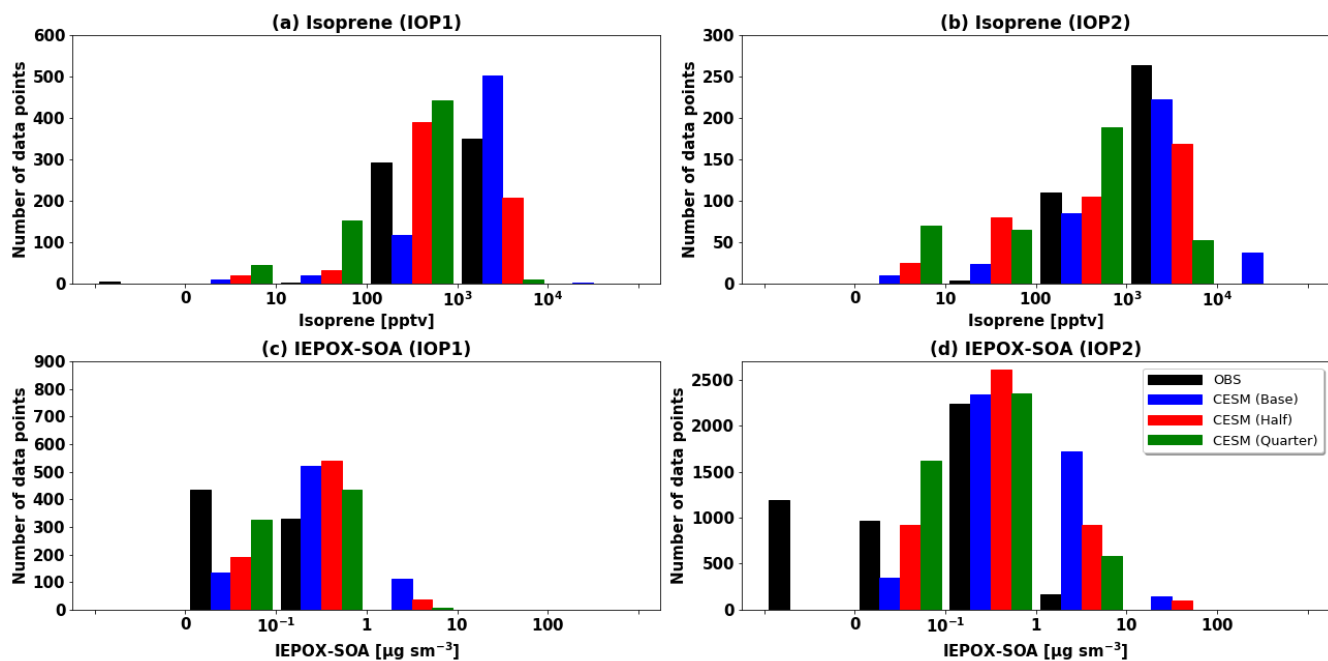 (a) Isoprene (IOP1)
600
500
400
300
200
100
0
Number of data points
0 10 100 10³ 10⁴
Isoprene [pptv]
(b) Isoprene (IOP2)
300
250
200
150
100
50
0
Number of data points
0 10 100 10³ 10⁴
Isoprene [pptv]
(c) IEPOX-SOA (IOP1)
900
800
700
600
500
400
300
200
100
0
Number of data points
0 10⁻¹ 1 10 100
IEPOX-SOA [µg sm⁻³]
(d) IEPOX-SOA (IOP2)
2500
2000
1500
1000
500
0
Number of data points
OBS
CESM (Base)
CESM (Half)
CESM (Quarter)
0 10⁻¹ 1 10 100
IEPOX-SOA [µg sm⁻³]